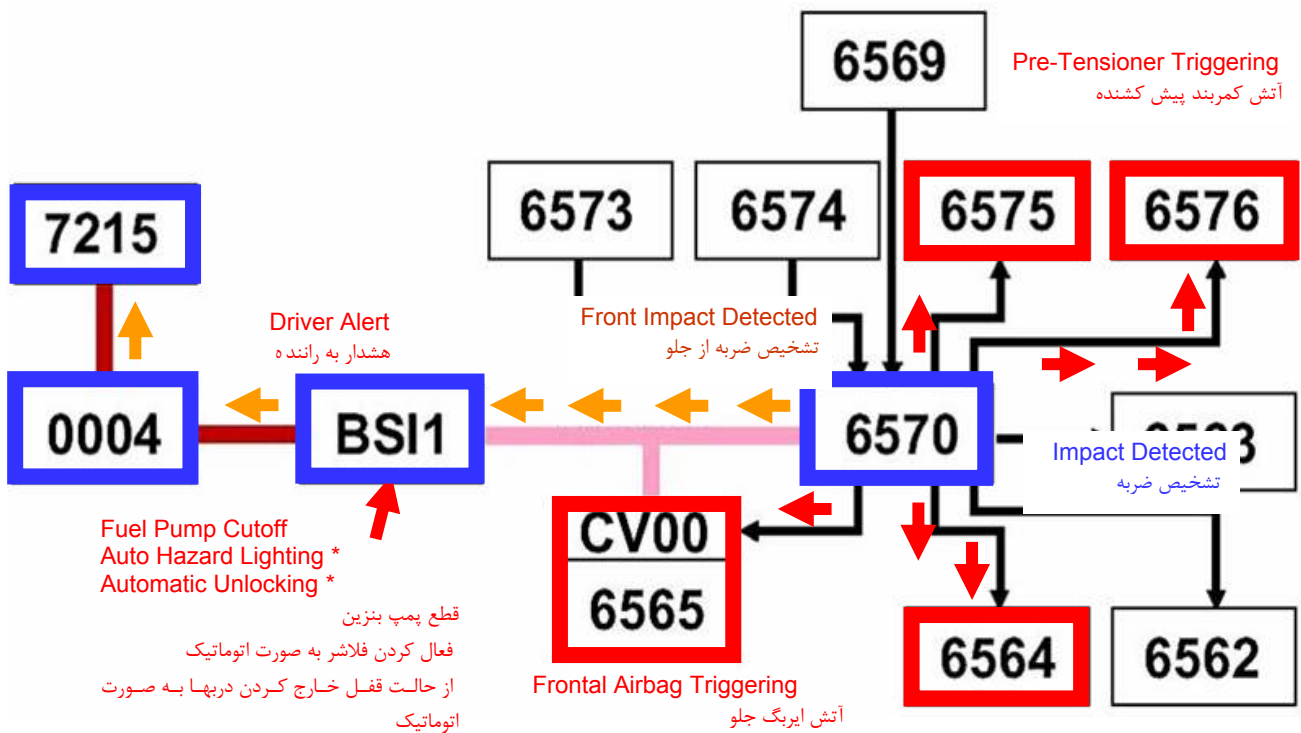 6569
Pre-Tensioner Triggering
آتش کمربند پیش کشنده
7215
6573
6574
6575
6576
Driver Alert
هشدار به راننده
Front Impact Detected
تشخیص ضربه از جلو
0004
BSI1
6570
Impact Detected
تشخیص ضربه
Fuel Pump Cutoff
Auto Hazard Lighting *
Automatic Unlocking *
قطع پمپ بنزین
فعال کردن فلاشر به صورت اتوماتیک
از حالت قفل خارج کردن دربها به صورت
اتوماتیک
CV00
6565
Frontal Airbag Triggering
آتش ایربگ جلو
6564
6562